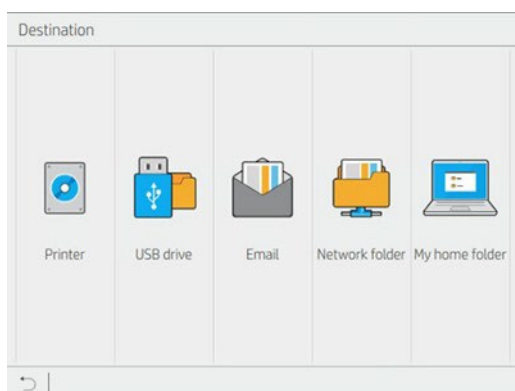 Destination
Printer
USB drive
Email
Network folder
My home folder